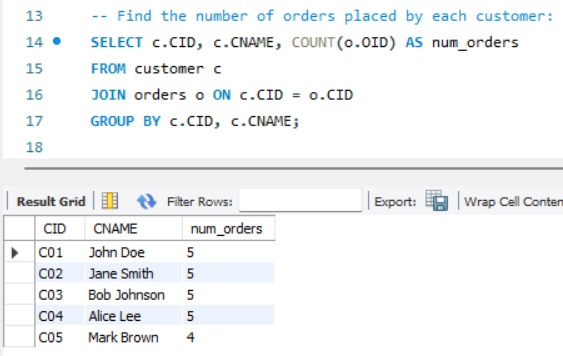 13 -- Find the number of orders placed by each customer:
14 SELECT c.CID, c.CNAME, COUNT(o.OID) AS num_orders
15 FROM customer c
16 JOIN orders o ON c.CID = o.CID
17 GROUP BY c.CID, c.CNAME;
18
Result Grid Filter Rows: Export: Wrap Cell Conten
CID CNAME num_orders
C01 John Doe 5
C02 Jane Smith 5
C03 Bob Johnson 5
C04 Alice Lee 5
C05 Mark Brown 4